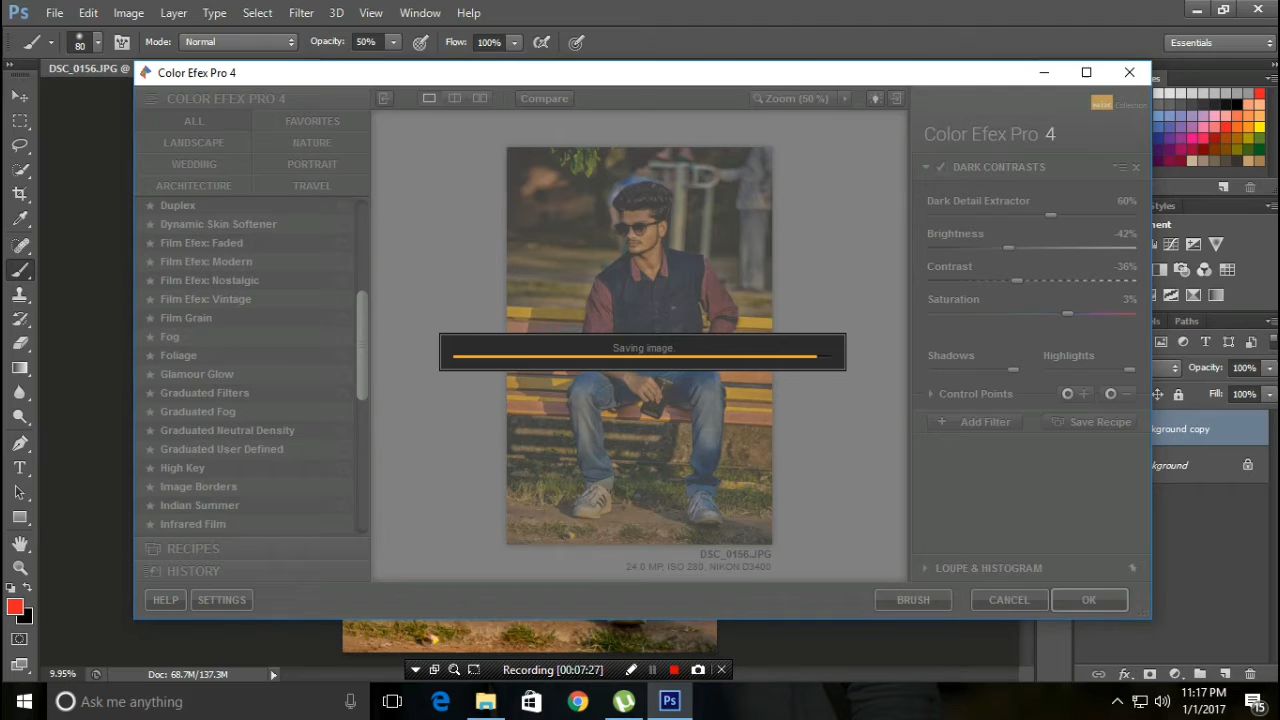 Ps File Edit Image Layer Type Select Filter 3D View Window Help
80 Mode: Normal Opacity: 50% Flow: 100% Essentials
DSC_0156.JPG @
Color Efex Pro 4
COLOR EFEX PRO 4
Compare
Zoom (50 %)
Collection
ALL FAVORITES
LANDSCAPE NATURE
WEDDING PORTRAIT
ARCHITECTURE TRAVEL
Duplex
Dynamic Skin Softener
Film Efex: Faded
Film Efex: Modern
Film Efex: Nostalgic
Film Efex: Vintage
Film Grain
Fog
Foliage
Glamour Glow
Graduated Filters
Graduated Fog
Graduated Neutral Density
Graduated User Defined
High Key
Image Borders
Indian Summer
Infrared Film
RECIPES
HISTORY
HELP SETTINGS
Saving image.
DSC_0156.JPG
24.0 MP, ISO 280, NIKON D3400
Color Efex Pro 4
DARK CONTRASTS
Dark Detail Extractor 60%
Brightness -42%
Contrast -36%
Saturation 3%
Shadows Highlights
Control Points
Add Filter Save Recipe
LOUPE & HISTOGRAM
BRUSH CANCEL OK
Styles
ment
Paths
Opacity: 100%
Fill: 100%
kground copy
kground
9.95% Doc: 68.7M/137.3M
Recording [00:07:27]
Ask me anything
Ps
11:17 PM
1/1/2017
15